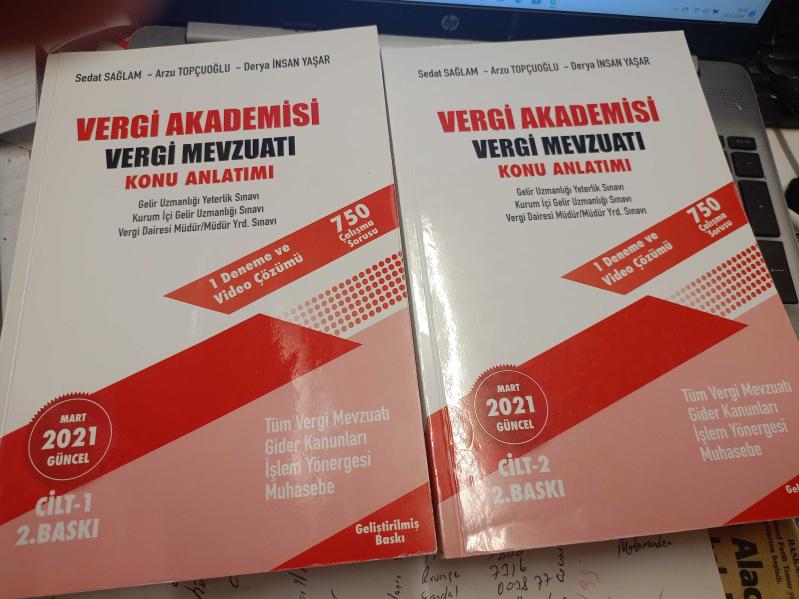 Sedat SAĞLAM - Arzu TOPÇUOĞLU - Derya İNSAN YAŞAR
VERGİ AKADEMİSİ
VERGİ MEVZUATI
KONU ANLATIMI
Gelir Uzmanlığı Yeterlik Sınavı
Kurum İçi Gelir Uzmanlığı Sınavı
Vergi Dairesi Müdür/Müdür Yrd. Sınavı
750
Çalışma
Sorusu
1 Deneme ve
Video Çözümü
MART
2021
GÜNCEL
Tüm Vergi Mevzuatı
Gider Kanunları
İşlem Yönergesi
Muhasebe
CİLT-1
2.BASKI
Geliştirilmiş
Baskı
Sedat SAĞLAM - Arzu TOPÇUOĞLU - Derya İNSAN YAŞAR
VERGİ AKADEMİSİ
VERGİ MEVZUATI
KONU ANLATIMI
Gelir Uzmanlığı Yeterlik Sınavı
Kurum İçi Gelir Uzmanlığı Sınavı
Vergi Dairesi Müdür/Müdür Yrd. Sınavı
750
Çalışma
Sorusu
1 Deneme ve
Video Çözümü
MART
2021
GÜNCEL
Tüm Vergi Mevzuatı
Gider Kanunları
İşlem Yönergesi
Muhasebe
CİLT-2
2.BASKI
hp
7316
0098 77